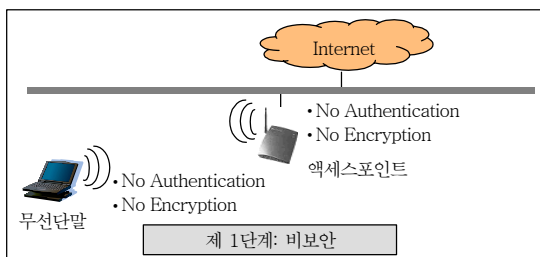 Internet
• No Authentication
• No Encryption
액세스포인트
• No Authentication
• No Encryption
무선단말
제 1단계: 비보안